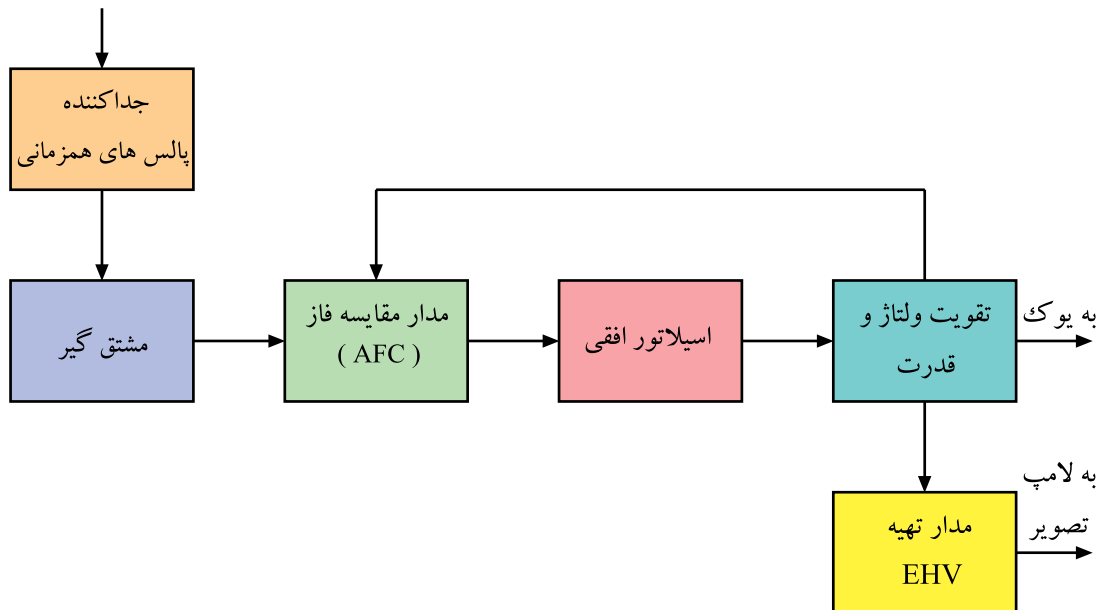 جداکننده
پالس های همزمانی
مشتق گیر
مدار مقایسه فاز
( AFC )
اسیلاتور افقی
تقویت ولتاژ و
قدرت
به یوک
مدار تهیه
EHV
به لامپ
تصویر